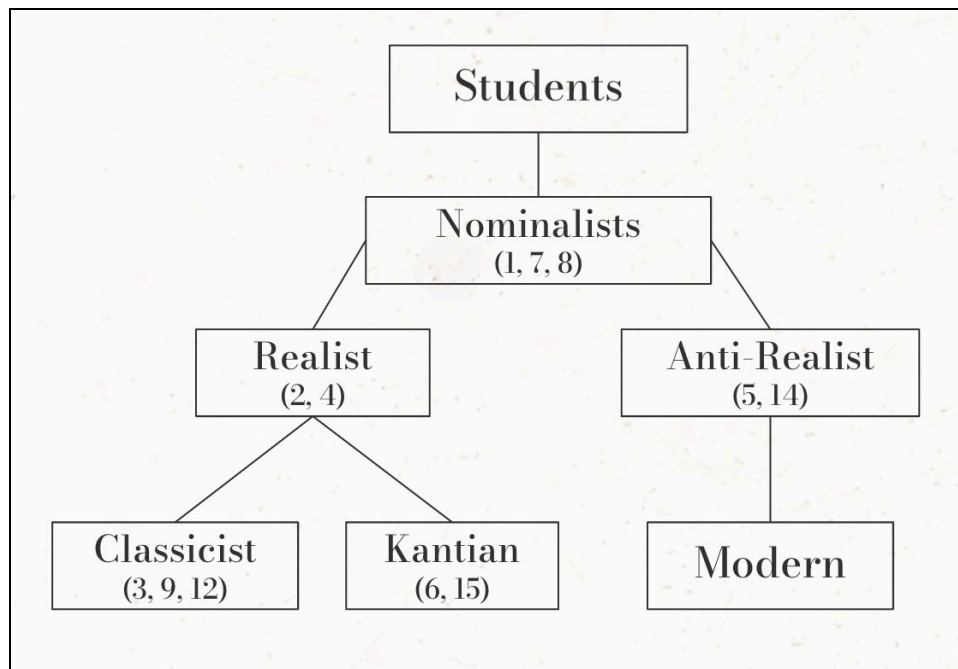 Students
Nominalists
(1, 7, 8)
Realist
(2, 4)
Anti-Realist
(5, 14)
Classicist
(3, 9, 12)
Kantian
(6, 15)
Modern